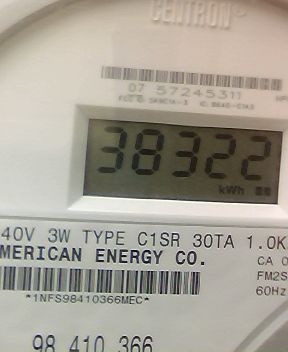 CENTRON
07 57245311
38322
kWh
40V 3W TYPE C1SR 30TA 1.0K
MERICAN ENERGY CO.
CA 0
FM2S
60Hz
*1NFS98410366MEC*
98 410 366